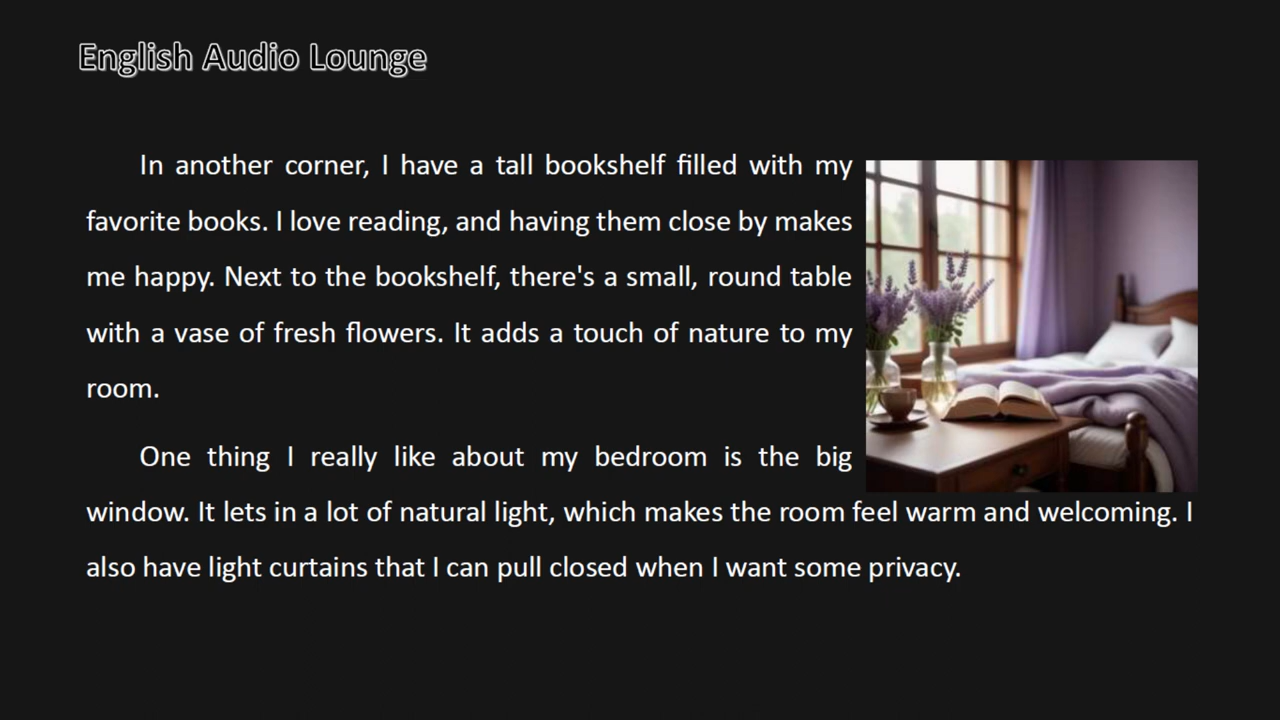 English Audio Lounge
In another corner, I have a tall bookshelf filled with my
favorite books. I love reading, and having them close by makes
me happy. Next to the bookshelf, there's a small, round table
with a vase of fresh flowers. It adds a touch of nature to my
room.
One thing I really like about my bedroom is the big
window. It lets in a lot of natural light, which makes the room feel warm and welcoming. I
also have light curtains that I can pull closed when I want some privacy.